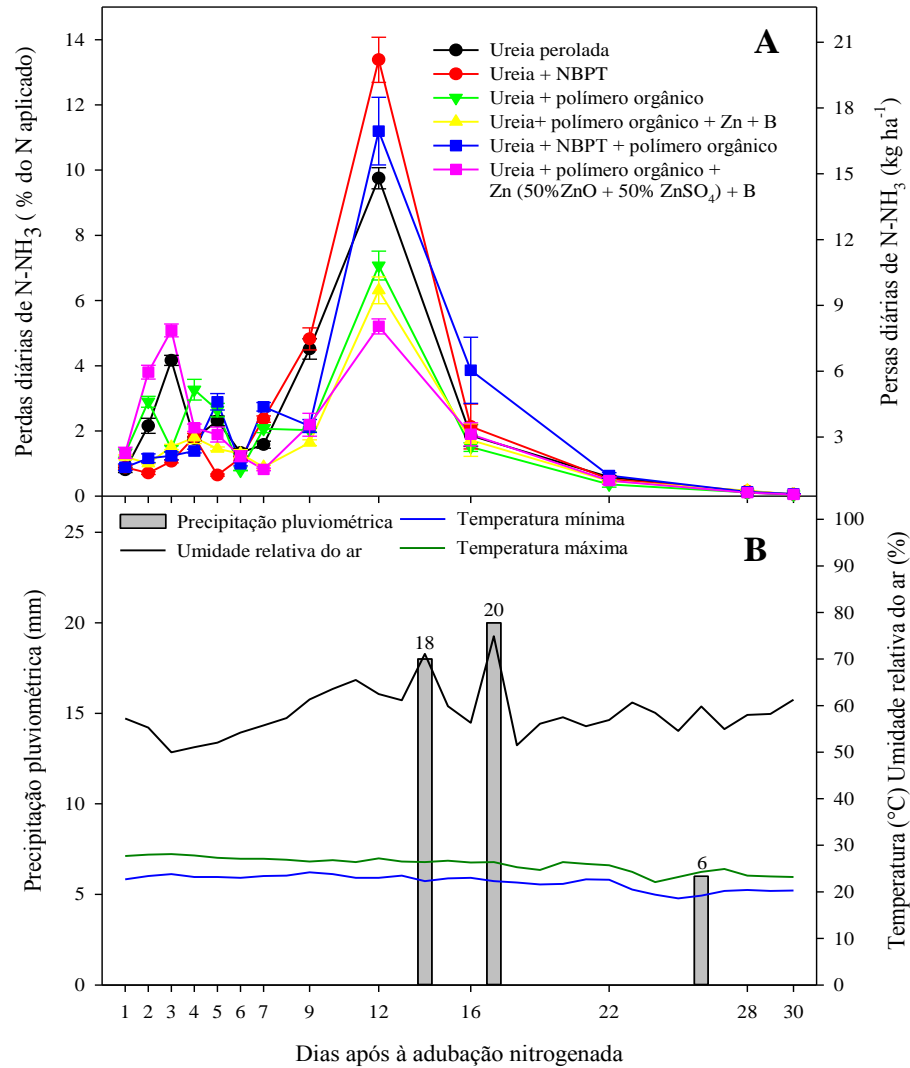 A
Ureia perolada
Ureia + NBPT
Ureia + polímero orgânico
Ureia+ polímero orgânico + Zn + B
Ureia + NBPT + polímero orgânico
Ureia + polímero orgânico +
Zn (50%ZnO + 50% ZnSO4) + B
Perdas diárias de N-NH3 ( % do N aplicado)
14
12
10
8
6
4
2
0
Persas diárias de N-NH3 (kg ha-1)
21
18
15
12
9
6
3
B
Precipitação pluviométrica
Umidade relativa do ar
Temperatura mínima
Temperatura máxima
Precipitação pluviométrica (mm)
25
20
15
10
5
0
18
20
6
Temperatura (°C) Umidade relativa do ar (%)
100
90
80
70
60
50
40
30
20
10
0
1 2 3 4 5 6 7 9 12 16 22 28 30
Dias após à adubação nitrogenada